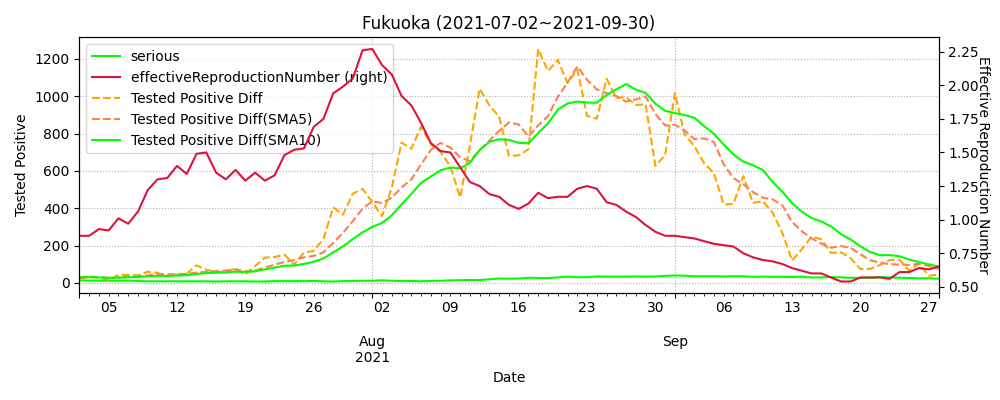 Fukuoka (2021-07-02~2021-09-30)
serious
effectiveReproductionNumber (right)
Tested Positive Diff
Tested Positive Diff(SMA5)
Tested Positive Diff(SMA10)
Tested Positive
1200
1000
800
600
400
200
0
Effective Reproduction Number
2.25
2.00
1.75
1.50
1.25
1.00
0.75
0.50
05 12 19 26 02 09 16 23 30 06 13 20 27
Aug Sep
2021
Date